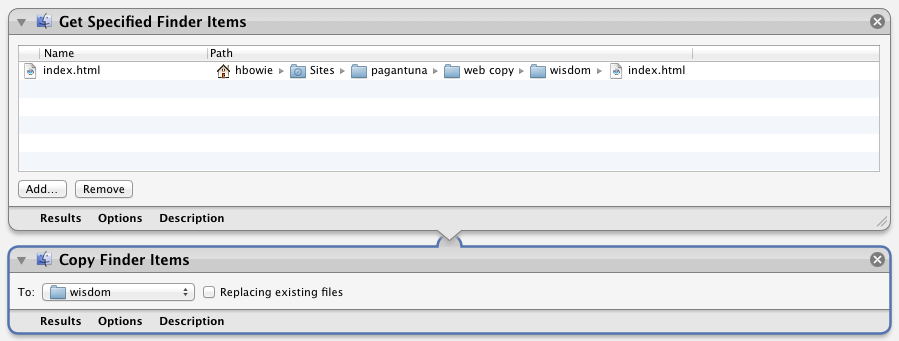 Get Specified Finder Items
Name Path
index.html hbowie Sites pagantuna web copy wisdom index.html
Add... Remove
Results Options Description
Copy Finder Items
To: wisdom Replacing existing files
Results Options Description